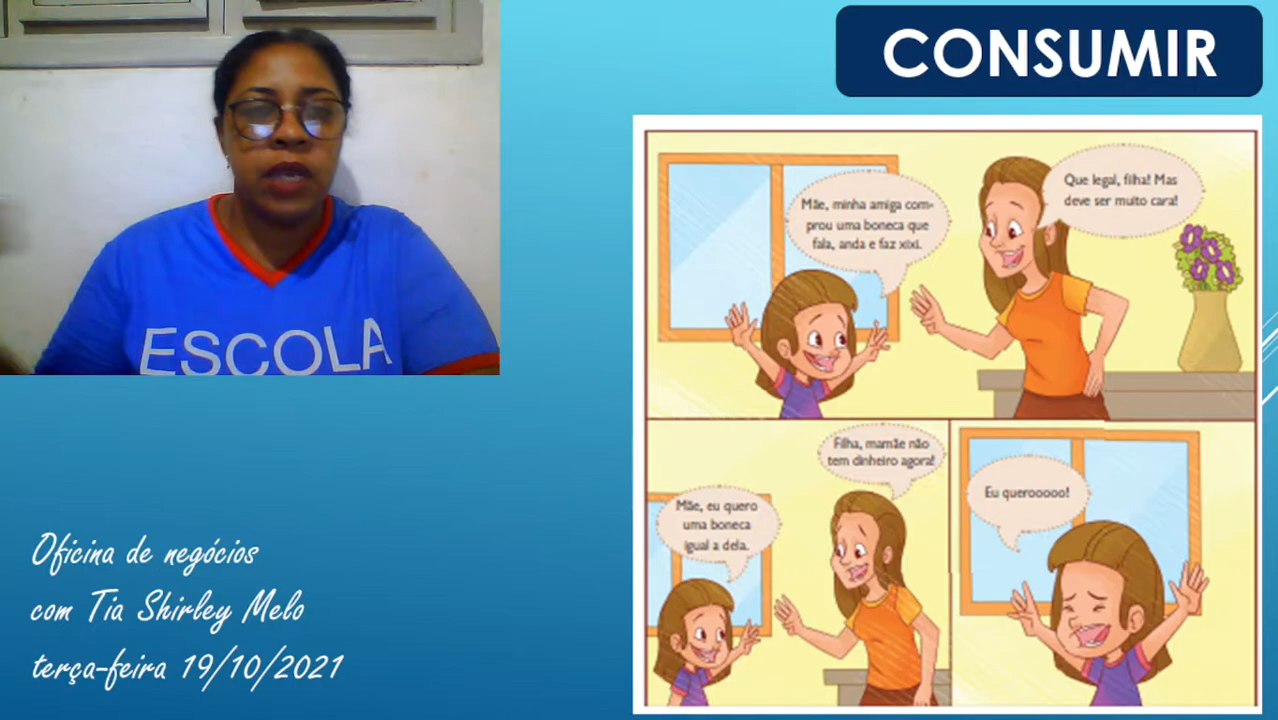 CONSUMIR
ESCOLA
Mãe, minha amiga com-
prou uma boneca que
fala, anda e faz xixi.
Que legal, filha! Mas
deve ser muito cara!
Mãe, eu quero
uma boneca
igual a dela.
Filha, mamãe não
tem dinheiro agora!
Eu querooooo!
Oficina de negócios
com Tia Shirley Melo
terça-feira 19/10/2021